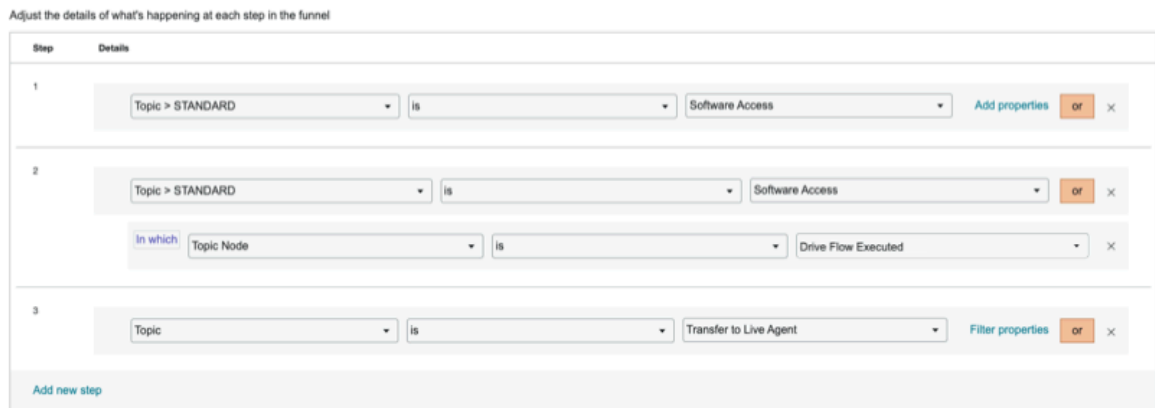 Adjust the details of what's happening at each step in the funnel
Step Details
1
Topic > STANDARD is Software Access Add properties or ×
2
Topic > STANDARD is Software Access or ×
In which Topic Node is Drive Flow Executed ×
3
Topic is Transfer to Live Agent Filter properties or ×
Add new step